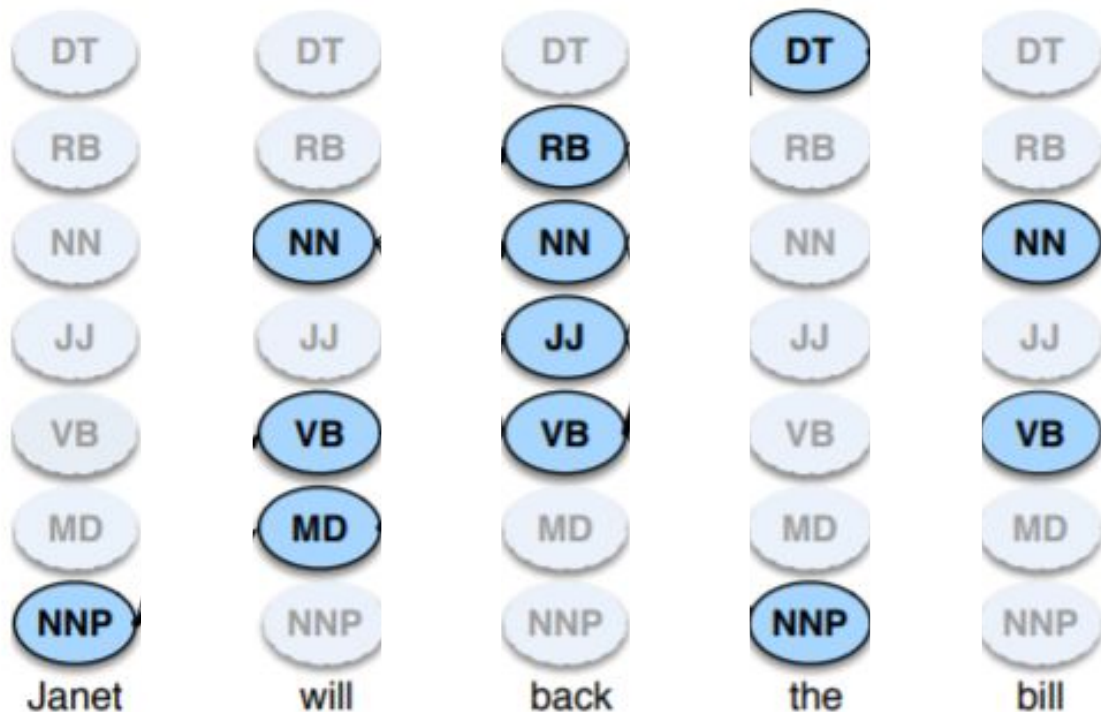 DT DT DT DT DT
RB RB RB RB RB
NN NN NN NN NN
JJ JJ JJ JJ JJ
VB VB VB VB VB
MD MD MD MD MD
NNP NNP NNP NNP NNP
Janet will back the bill